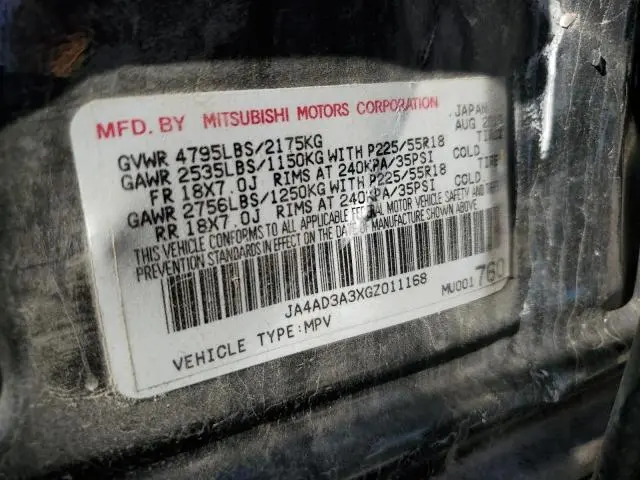 MFD. BY MITSUBISHI MOTORS CORPORATION JAPAN
GVWR 4795LBS/2175KG AUG
GAWR 2535LBS/1150KG WITH P225/55R18
FR 18X7.0J RIMS AT 240KPA/35PSI COLD
GAWR 2756LBS/1250KG WITH P225/55R18
RR 18X7.0J RIMS AT 240KPA/35PSI COLD
THIS VEHICLE CONFORMS TO ALL APPLICABLE FEDERAL MOTOR VEHICLE SAFETY AND THEFT PREVENTION
STANDARDS IN EFFECT ON THE DATE OF MANUFACTURE SHOWN ABOVE.
JA4AD3A3XGZ011168
MU001760
VEHICLE TYPE:MPV